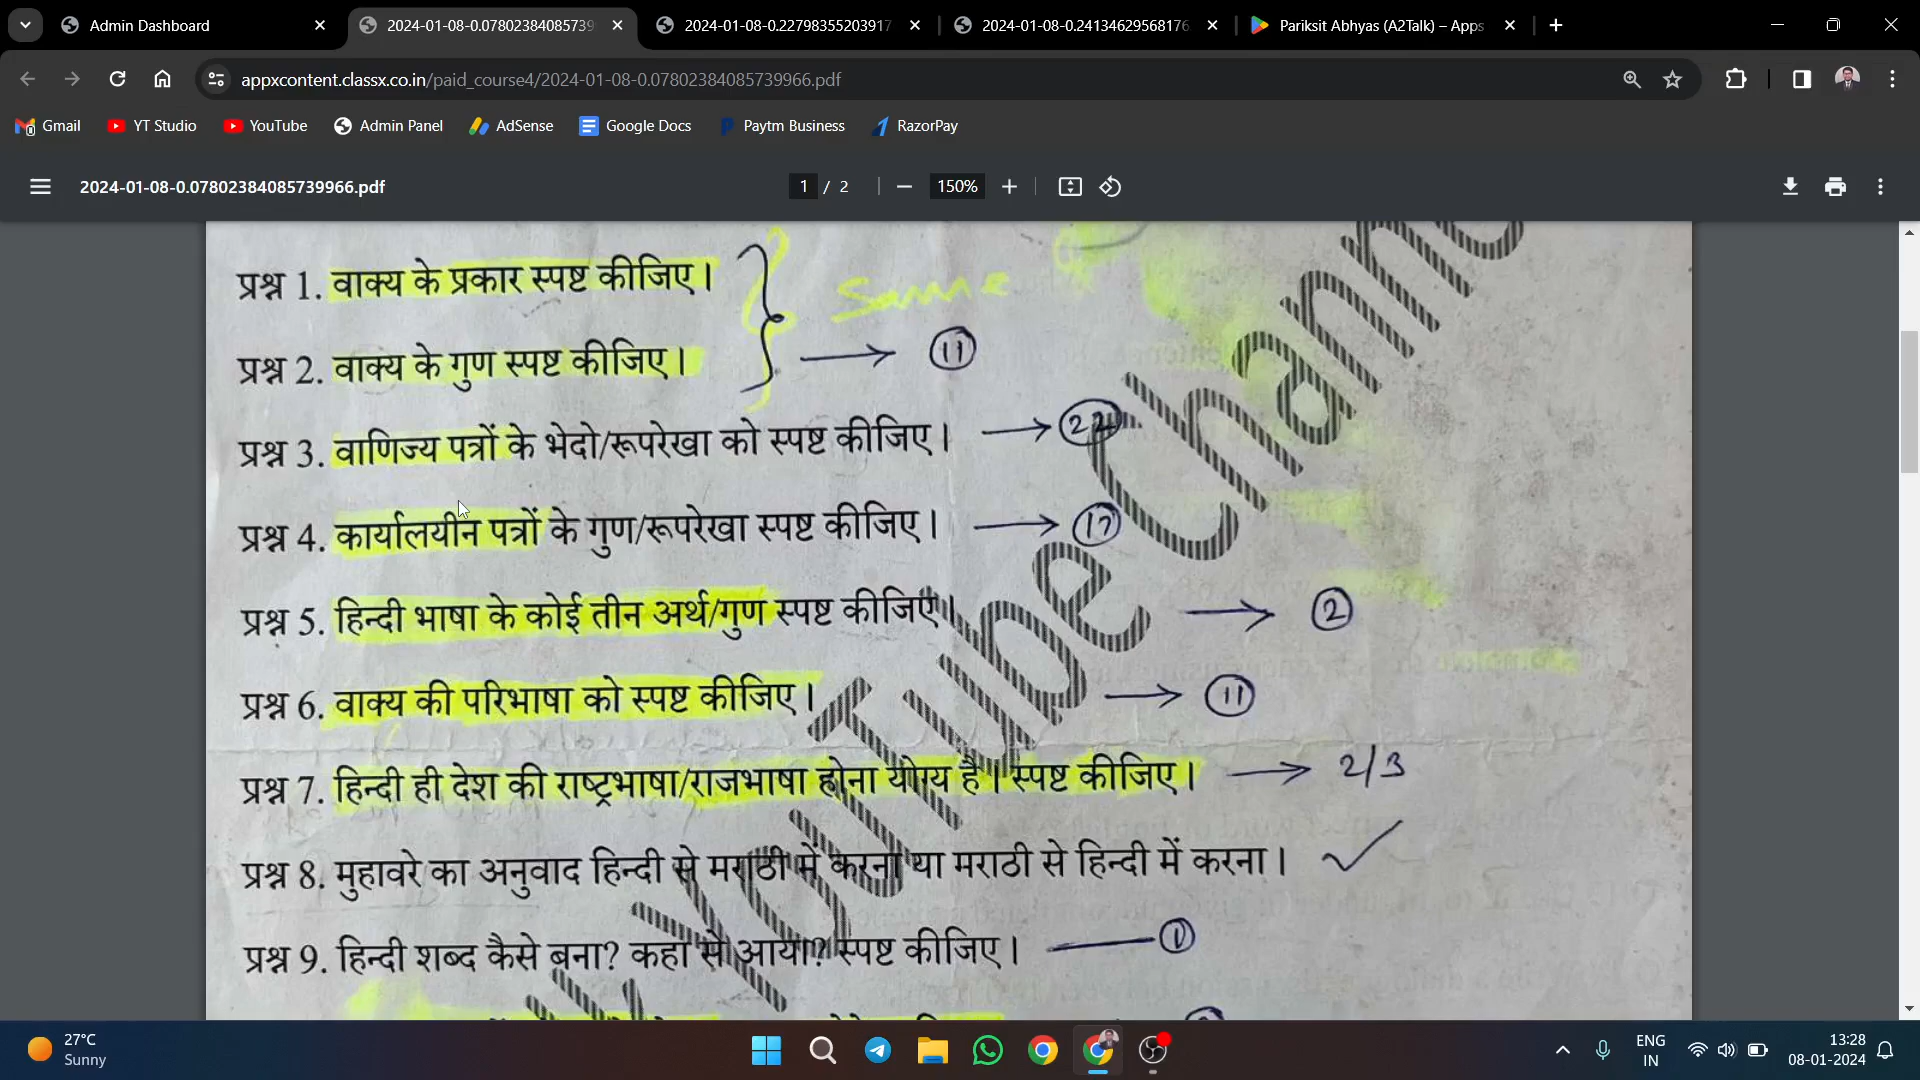 Admin Dashboard
2024-01-08-0.0780238408573
2024-01-08-0.22798355203917
2024-01-08-0.24134629568176
Pariksit Abhyas (A2Talk) – Apps
appxcontent.classx.co.in/paid_course4/2024-01-08-0.07802384085739966.pdf
Gmail
YT Studio
YouTube
Admin Panel
AdSense
Google Docs
Paytm Business
RazorPay
2024-01-08-0.07802384085739966.pdf
1 / 2
150%
प्रश्न 1. वाक्य के प्रकार स्पष्ट कीजिए।
same
प्रश्न 2. वाक्य के गुण स्पष्ट कीजिए। → 11
प्रश्न 3. वाणिज्य पत्रों के भेदो/रूपरेखा को स्पष्ट कीजिए। → 22
प्रश्न 4. कार्यालयीन पत्रों के गुण/रूपरेखा स्पष्ट कीजिए। → 17
प्रश्न 5. हिन्दी भाषा के कोई तीन अर्थ/गुण स्पष्ट कीजिए। → 2
प्रश्न 6. वाक्य की परिभाषा को स्पष्ट कीजिए। → 11
प्रश्न 7. हिन्दी ही देश की राष्ट्रभाषा/राजभाषा होना योग्य है। स्पष्ट कीजिए। → 2/3
प्रश्न 8. मुहावरे का अनुवाद हिन्दी से मराठी में करना या मराठी से हिन्दी में करना। ✓
प्रश्न 9. हिन्दी शब्द कैसे बना? कहा से आया? स्पष्ट कीजिए। — 1
YouTube Channe
27°C
Sunny
ENG
IN
13:28
08-01-2024